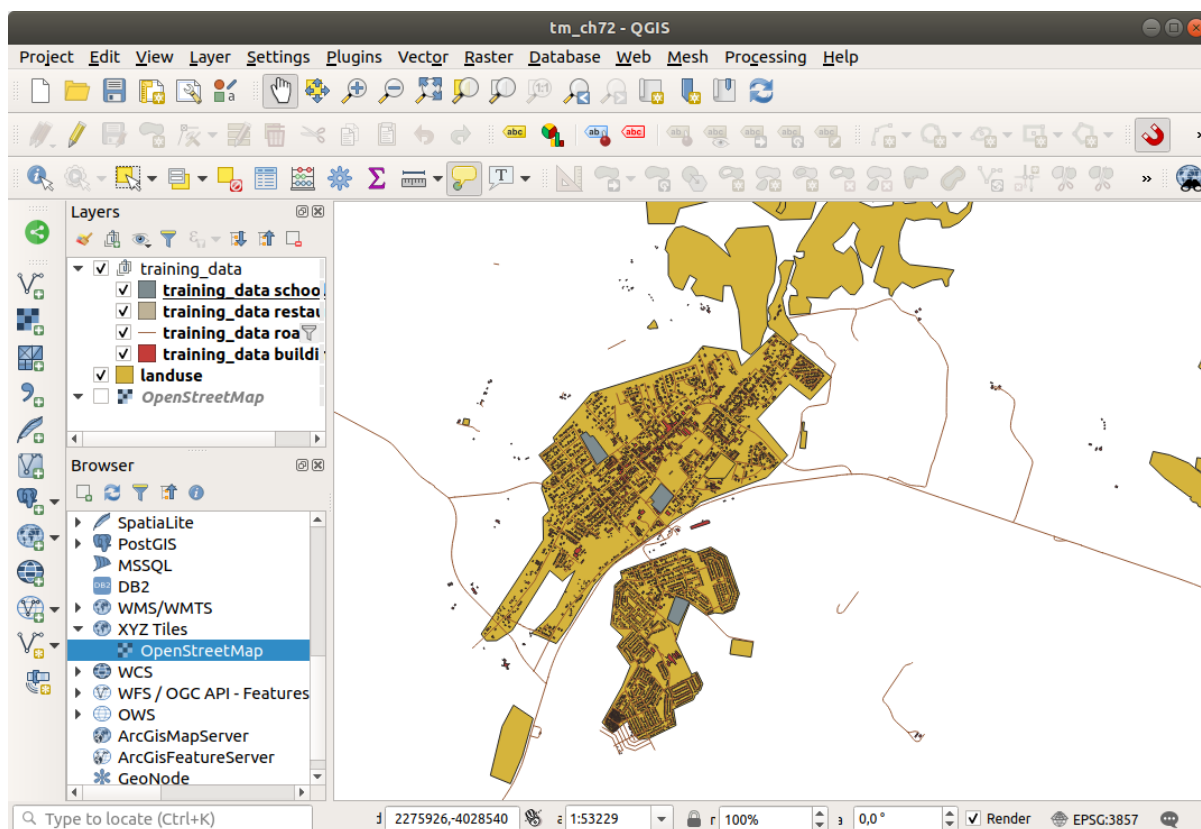 tm_ch72 - QGIS
Project Edit View Layer Settings Plugins Vector Raster Database Web Mesh Processing Help
Layers
training_data
training_data schoo
training_data restau
training_data roa
training_data buildi
landuse
OpenStreetMap
Browser
SpatiaLite
PostGIS
MSSQL
DB2
WMS/WMTS
XYZ Tiles
OpenStreetMap
WCS
WFS / OGC API - Features
OWS
ArcGisMapServer
ArcGisFeatureServer
GeoNode
Type to locate (Ctrl+K) 2275926,-4028540 1:53229 r 100% 0,0 ° Render EPSG:3857